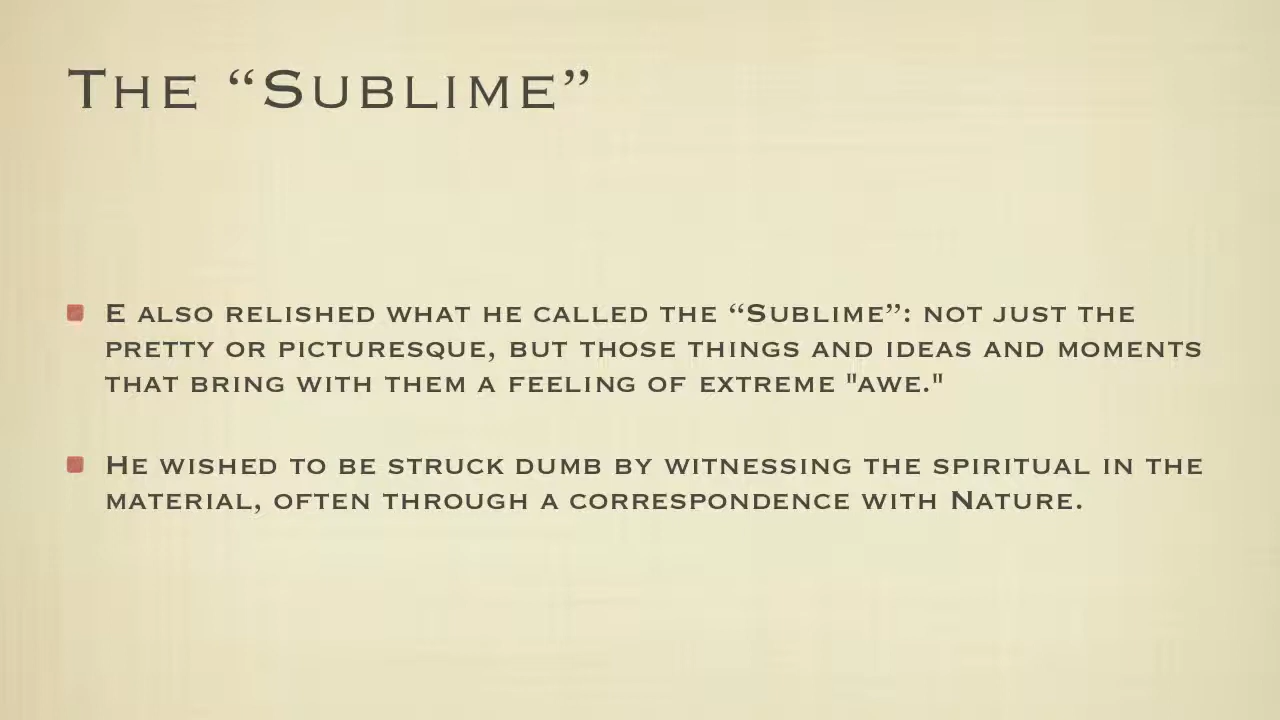 The “Sublime”
E also relished what he called the “Sublime”: not just the
pretty or picturesque, but those things and ideas and moments
that bring with them a feeling of extreme "awe."
He wished to be struck dumb by witnessing the spiritual in the
material, often through a correspondence with Nature.